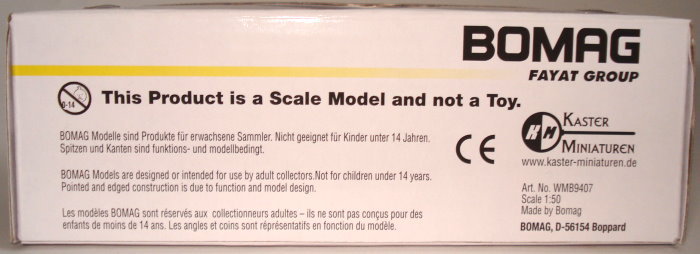 BOMAG
FAYAT GROUP
0-14
This Product is a Scale Model and not a Toy.
BOMAG Modelle sind Produkte für erwachsene Sammler. Nicht geeignet für Kinder unter 14 Jahren.
Spitzen und Kanten sind funktions- und modellbedingt.
BOMAG Models are designed or intended for use by adult collectors.Not for children under 14 years.
Pointed and edged construction is due to function and model design.
Les modèles BOMAG sont réservés aux collectionneurs adultes – ils ne sont pas conçus pour des
enfants de moins de 14 ans. Les angles et coins sont réprésentatifs en fonction du modèle.
CE
KM
KASTER
MINIATUREN
www.kaster-miniaturen.de
Art. No. WMB9407
Scale 1:50
Made by Bomag
BOMAG, D-56154 Boppard